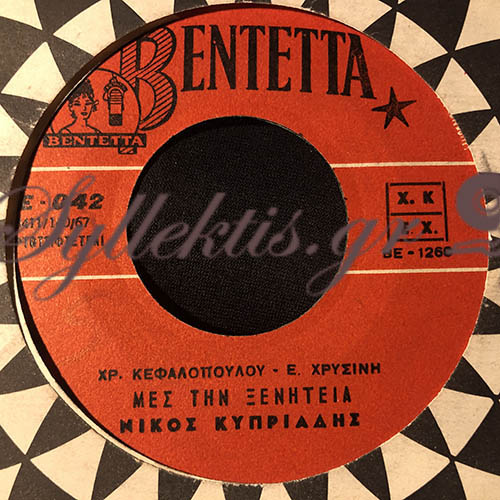 BENTETTA
BENTETTA
E-042
Χ. Κ
Ε. Χ.
BE - 1260
Syllektis.gr
ΧΡ. ΚΕΦΑΛΟΠΟΥΛΟΥ - Ε. ΧΡΥΣΙΝΗ
ΜΕΣ ΤΗΝ ΞΕΝΗΤΕΙΑ
ΝΙΚΟΣ ΚΥΠΡΙΑΔΗΣ